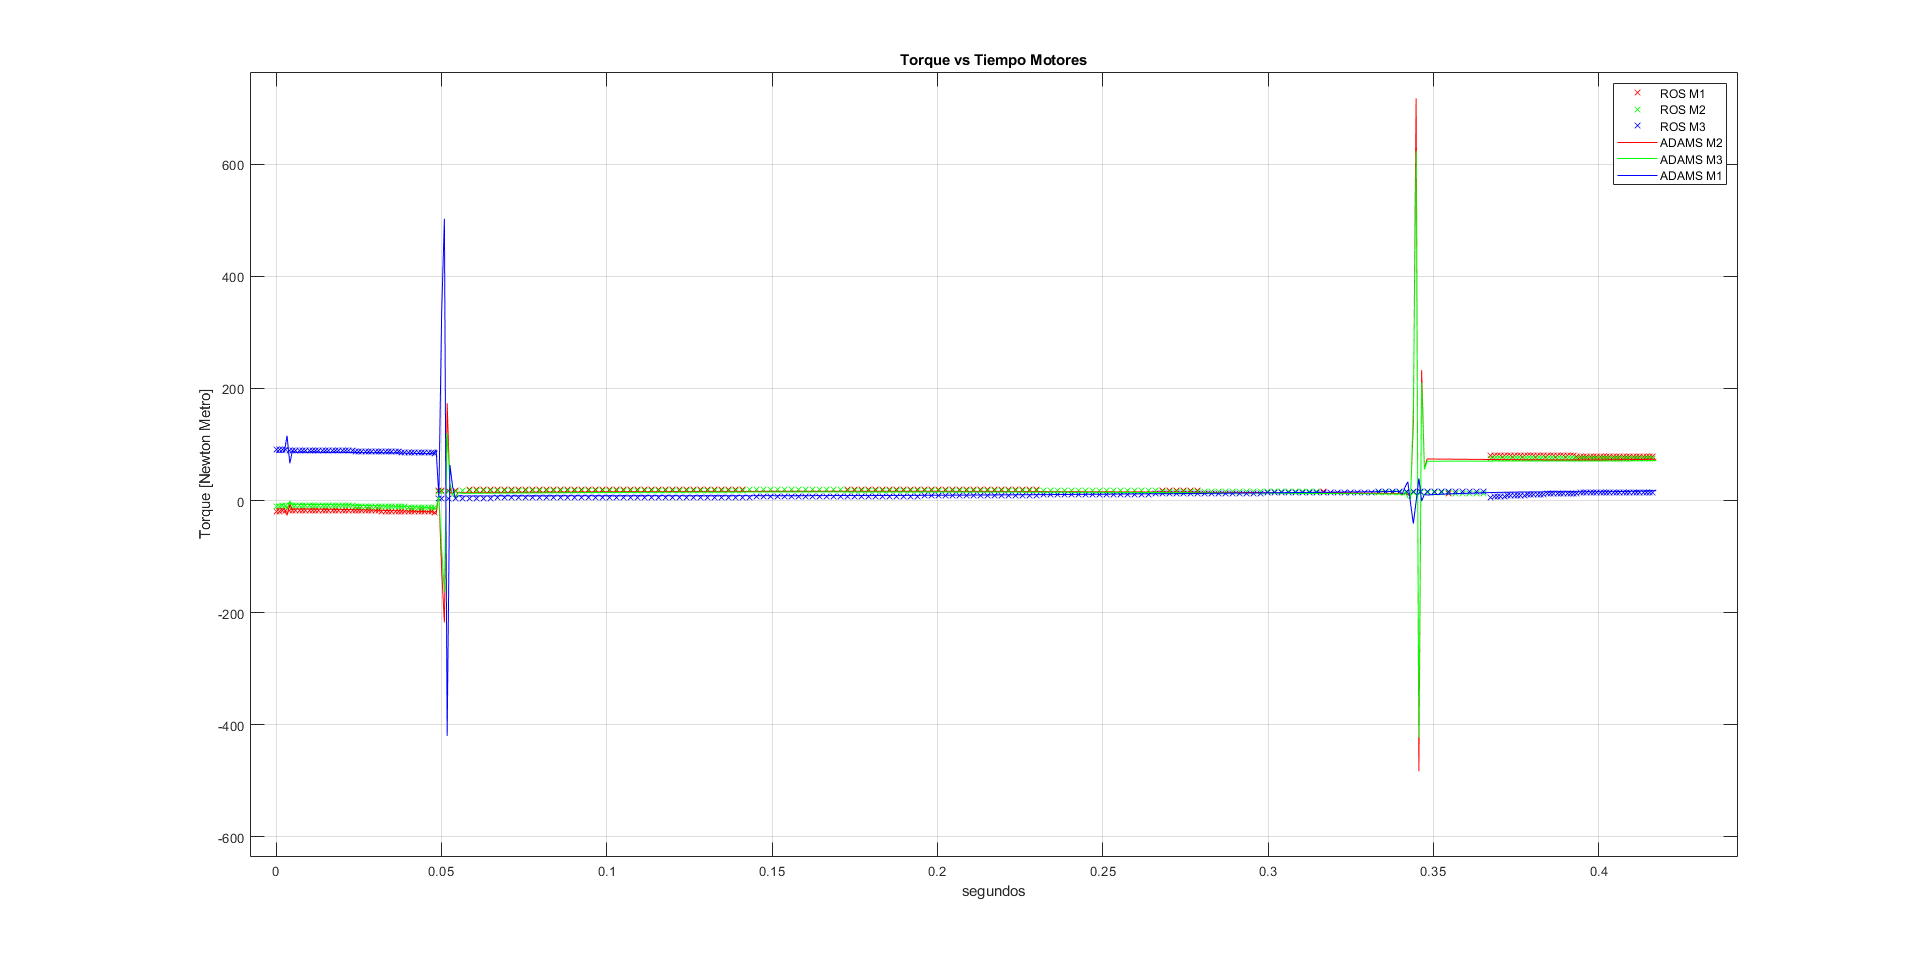 Torque vs Tiempo Motores
ROS M1
ROS M2
ROS M3
ADAMS M2
ADAMS M3
ADAMS M1
Torque [Newton Metro]
600
400
200
0
-200
-400
-600
0 0.05 0.1 0.15 0.2 0.25 0.3 0.35 0.4
segundos